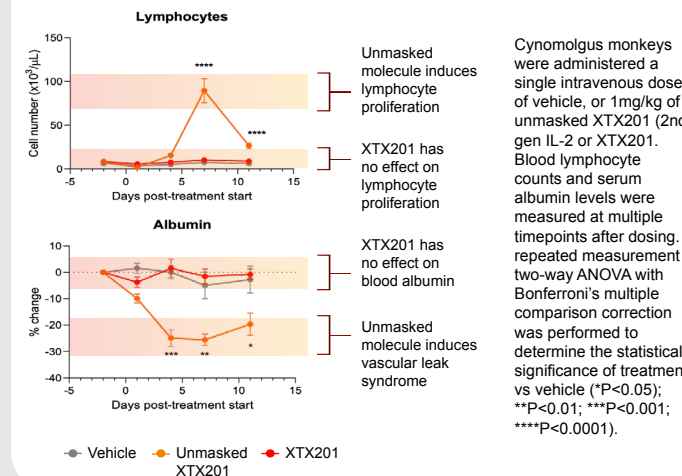 Lymphocytes
150
100
50
0
Cell number (x10³/µL)
****
****
-5
0
5
10
15
Days post-treatment start
Unmasked
molecule induces
lymphocyte
proliferation
XTX201 has
no effect on
lymphocyte
proliferation
Albumin
10
0
-10
-20
-30
-40
% change
***
**
*
-5
0
5
10
15
Days post-treatment start
XTX201 has
no effect on
blood albumin
Unmasked
molecule induces
vascular leak
syndrome
Vehicle
Unmasked
XTX201
XTX201
Cynomolgus monkeys
were administered a
single intravenous dose
of vehicle, or 1mg/kg of
unmasked XTX201 (2nd
gen IL-2 or XTX201.
Blood lymphocyte
counts and serum
albumin levels were
measured at multiple
timepoints after dosing.
repeated measurement
two-way ANOVA with
Bonferroni's multiple
comparison correction
was performed to
determine the statistical
significance of treatmen
vs vehicle (*P<0.05);
**P<0.01; ***P<0.001;
****P<0.0001).